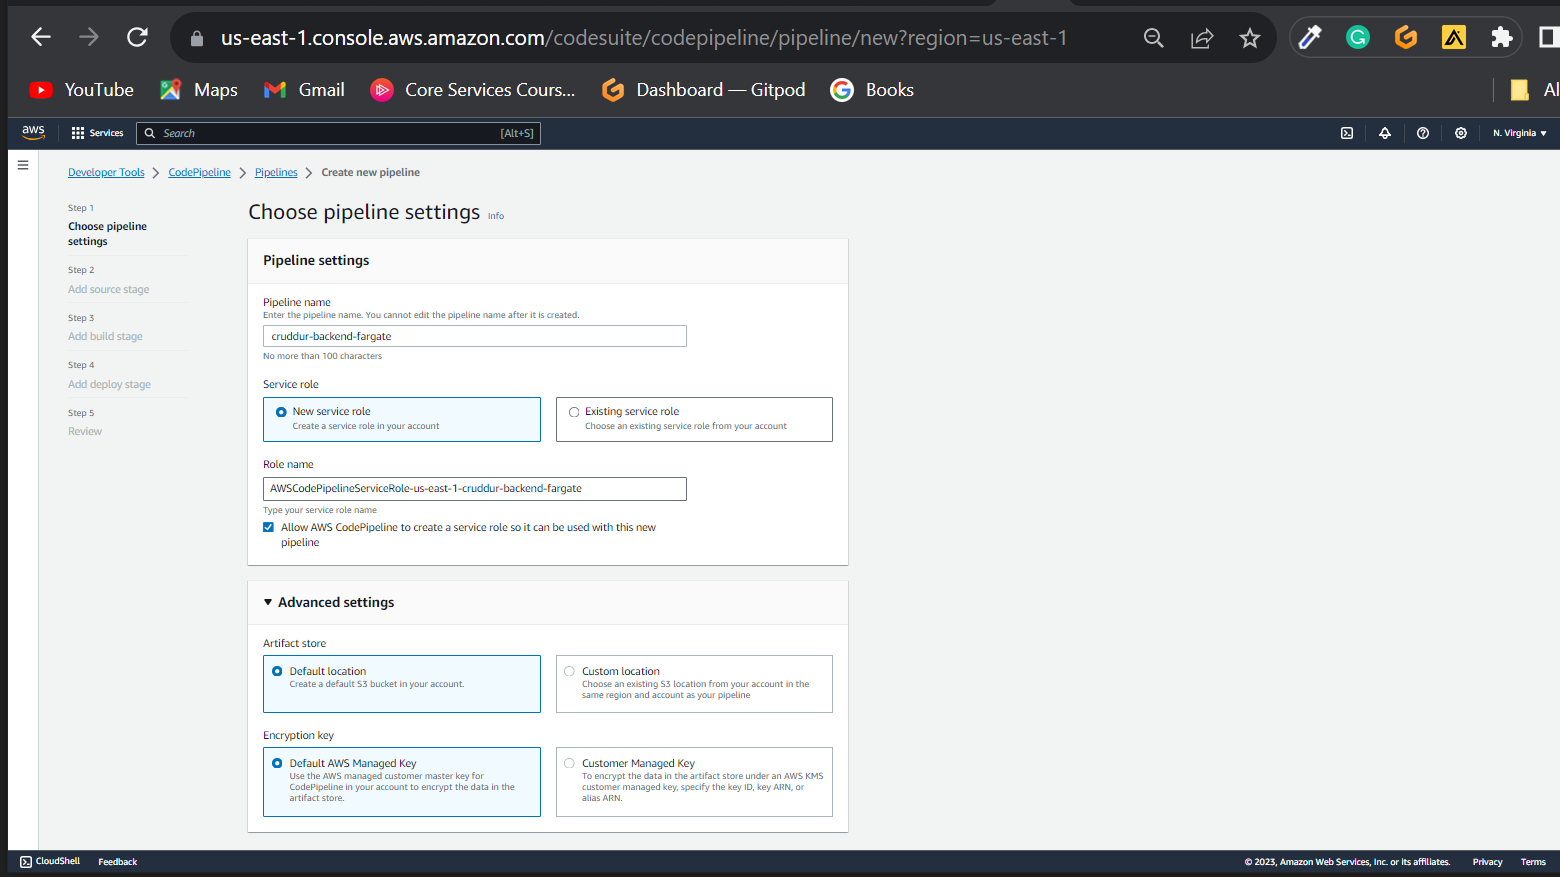 us-east-1.console.aws.amazon.com/codesuite/codepipeline/pipeline/new?region=us-east-1
YouTube Maps Gmail Core Services Cours... Dashboard — Gitpod Books Al
aws Services Search [Alt+S] N. Virginia
Developer Tools CodePipeline Pipelines Create new pipeline
Step 1
Choose pipeline
settings
Step 2
Add source stage
Step 3
Add build stage
Step 4
Add deploy stage
Step 5
Review
Choose pipeline settings Info
Pipeline settings
Pipeline name
Enter the pipeline name. You cannot edit the pipeline name after it is created.
cruddur-backend-fargate
No more than 100 characters
Service role
New service role
Create a service role in your account
Existing service role
Choose an existing service role from your account
Role name
AWSCodePipelineServiceRole-us-east-1-cruddur-backend-fargate
Type your service role name
Allow AWS CodePipeline to create a service role so it can be used with this new
pipeline
Advanced settings
Artifact store
Default location
Create a default S3 bucket in your account.
Custom location
Choose an existing S3 location from your account in the
same region and account as your pipeline
Encryption key
Default AWS Managed Key
Use the AWS managed customer master key for
CodePipeline in your account to encrypt the data in the
artifact store.
Customer Managed Key
To encrypt the data in the artifact store under an AWS KMS
customer managed key, specify the key ID, key ARN, or
alias ARN.
CloudShell Feedback © 2023, Amazon Web Services, Inc. or its affiliates. Privacy Terms